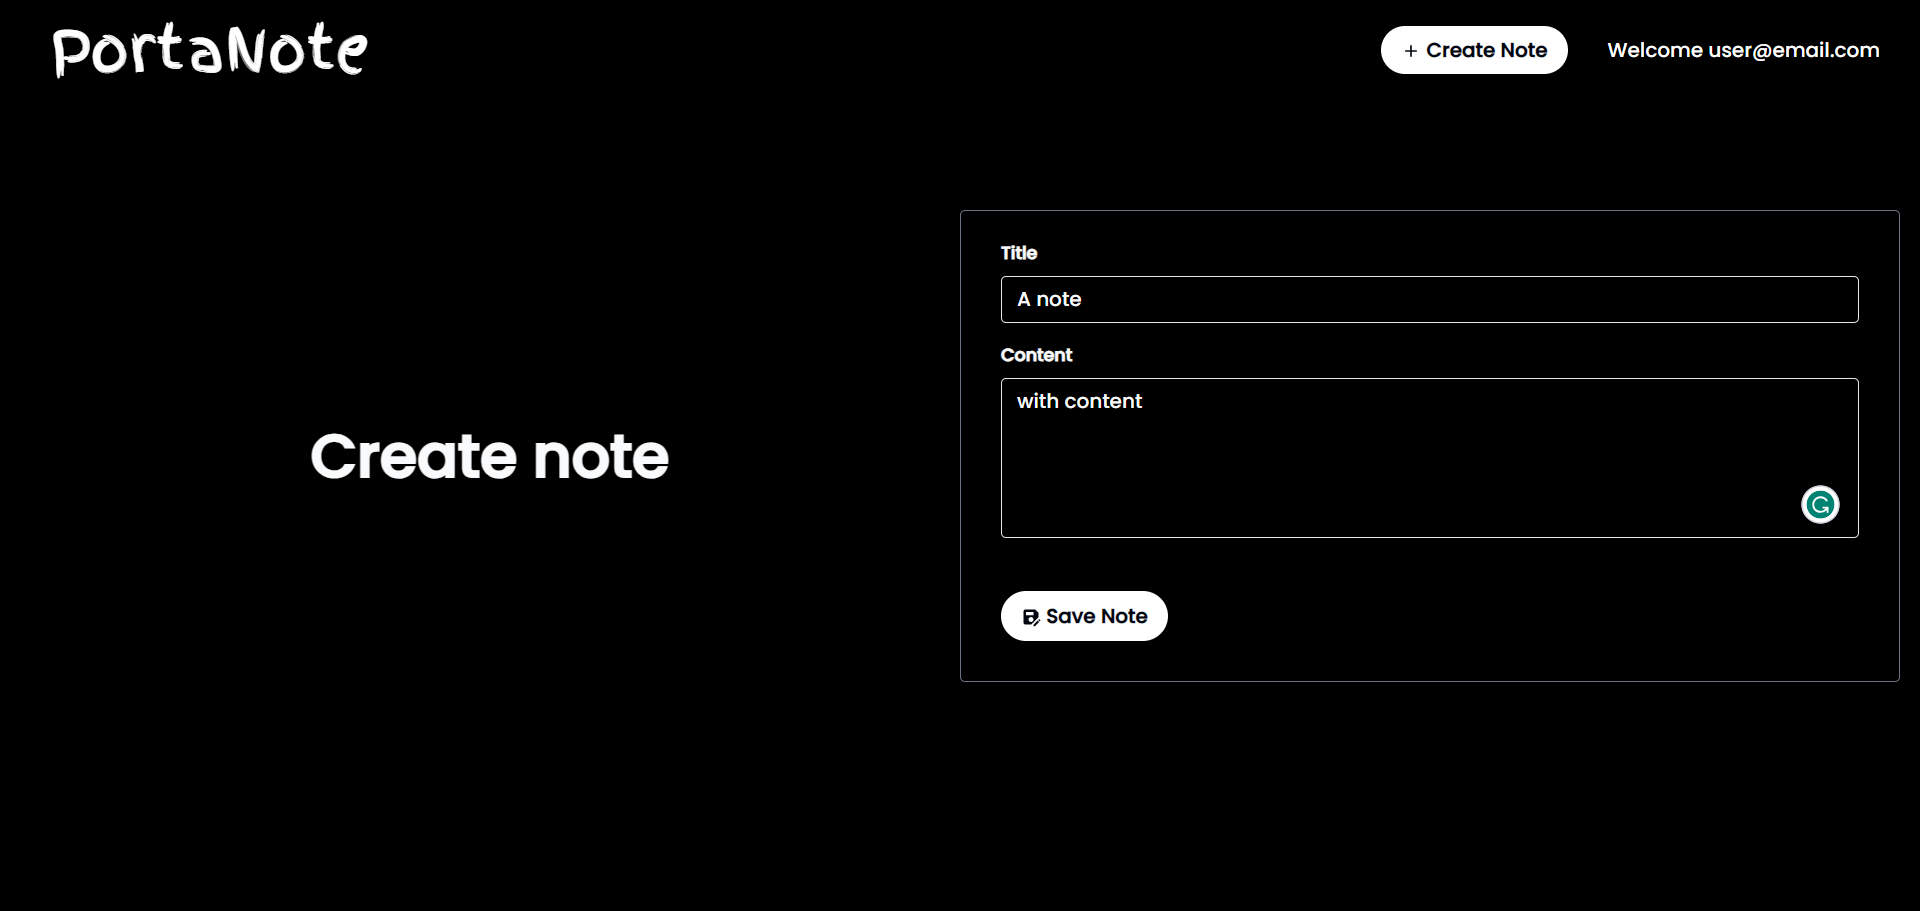 PortaNote
+ Create Note
Welcome user@email.com
Create note
Title
A note
Content
with content
Save Note